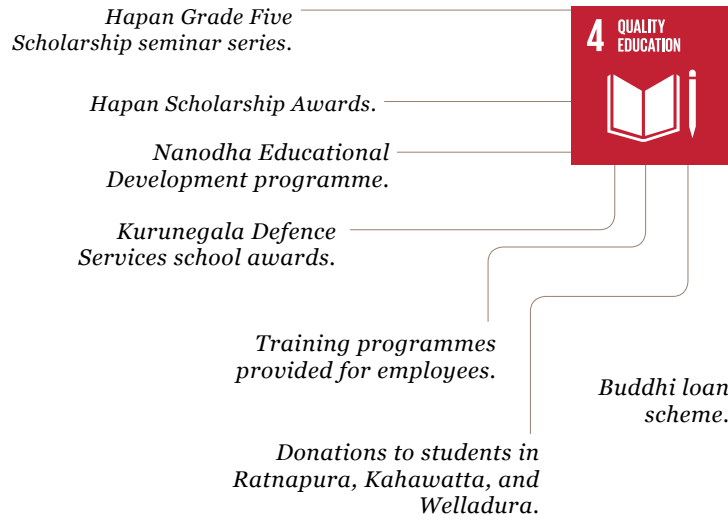 Hapan Grade Five
Scholarship seminar series.
4 QUALITY
EDUCATION
Hapan Scholarship Awards.
Nanodha Educational
Development programme.
Kurunegala Defence
Services school awards.
Training programmes
provided for employees.
Buddhi loan
scheme.
Donations to students in
Ratnapura, Kahawatta, and
Welladura.